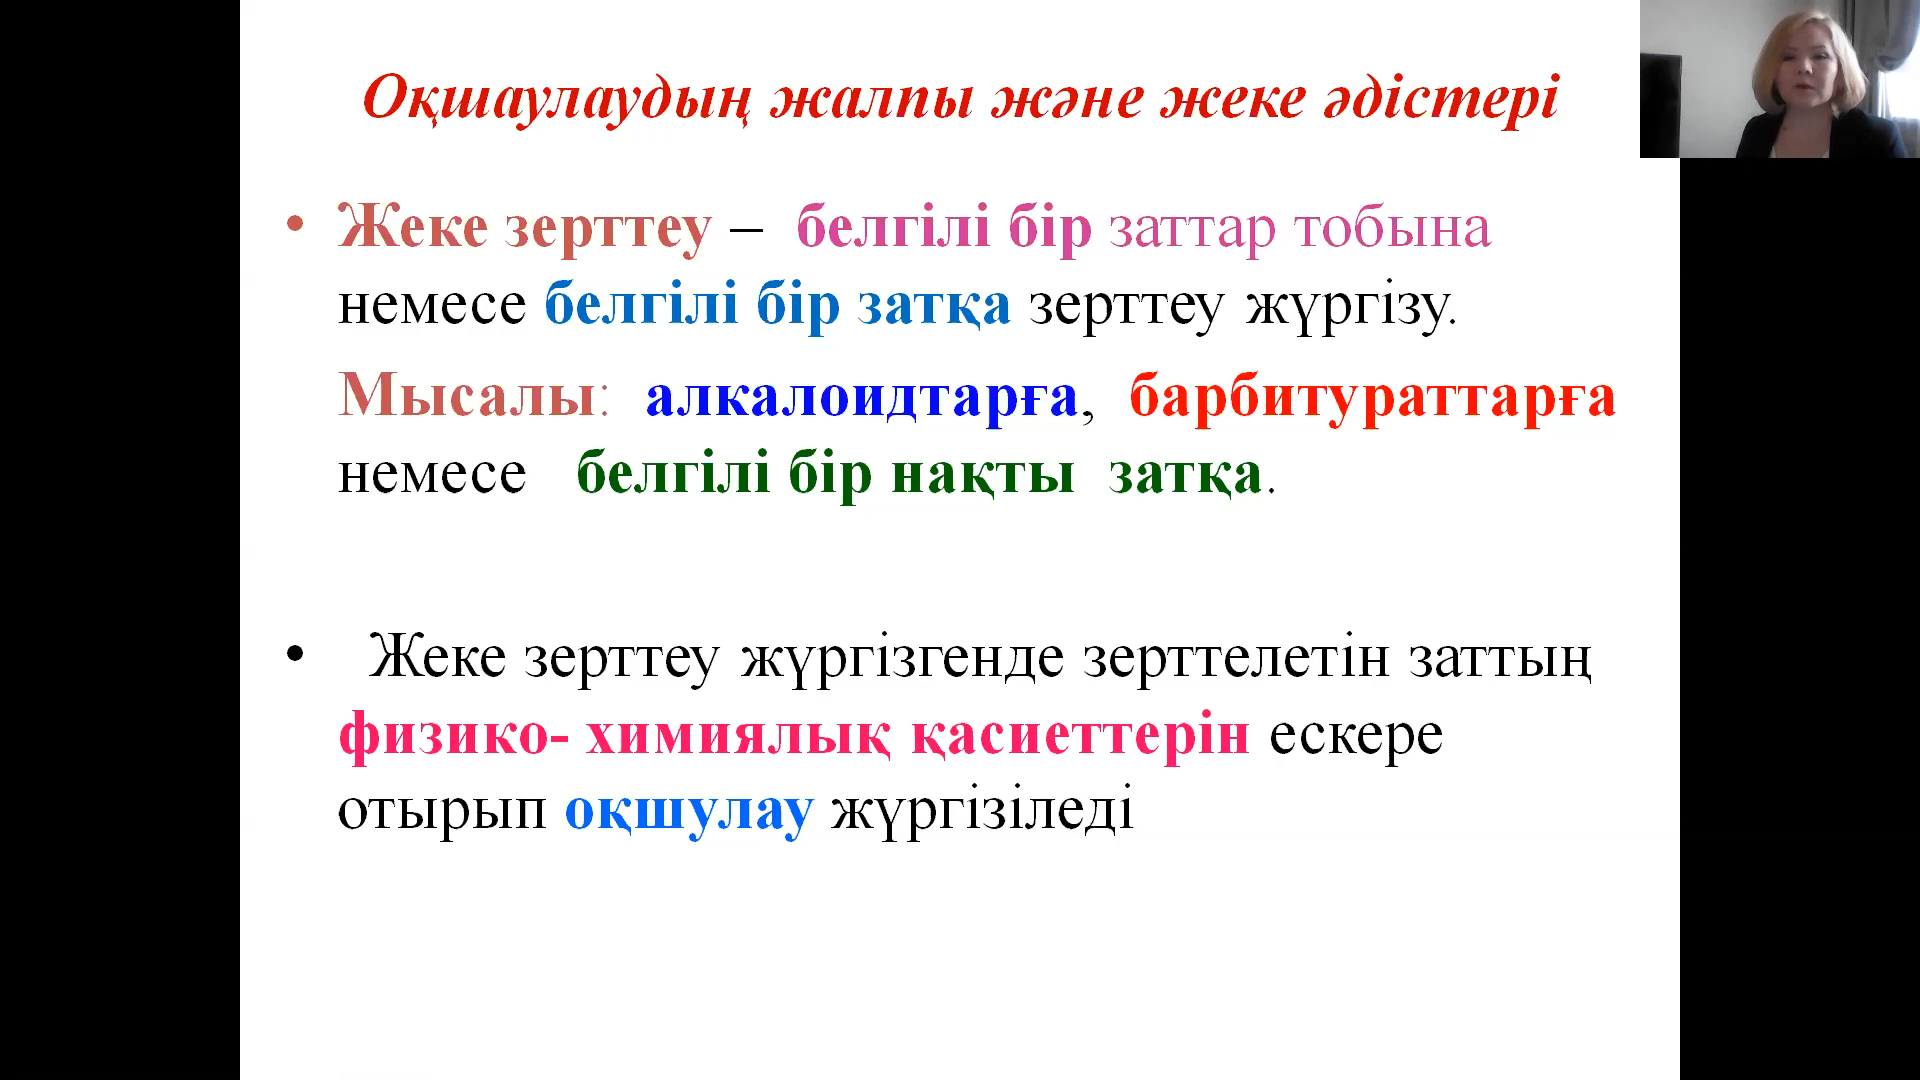 Оқшаулаудың жалпы және жеке әдістері
• Жеке зерттеу – белгілі бір заттар тобына
немесе белгілі бір затқа зерттеу жүргізу.
Мысалы: алкалоидтарға, барбитураттарға
немесе белгілі бір нақты затқа.
• Жеке зерттеу жүргізгенде зерттелетін заттың
физико- химиялық қасиеттерін ескере
отырып оқшулау жүргізіледі